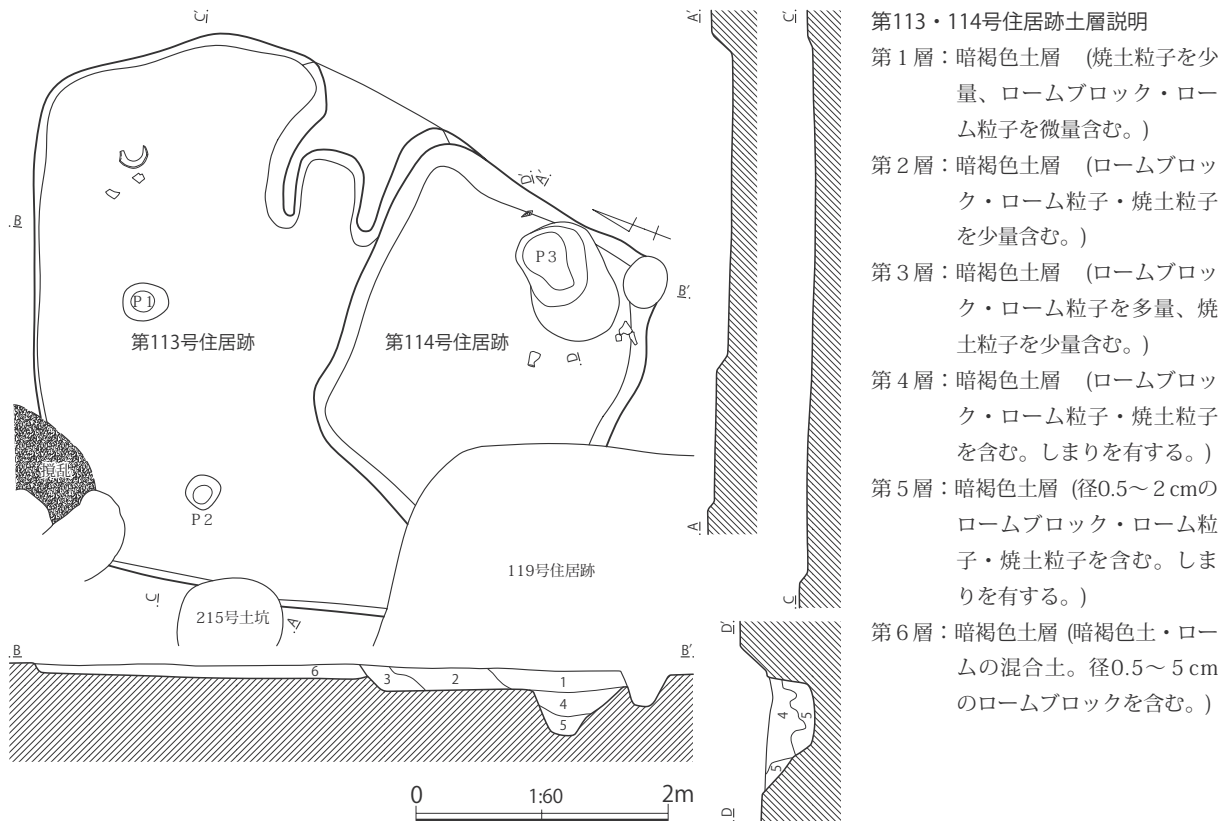 C'
A'
C'
B
D'
A'
B'
P1
P3
第113号住居跡
第114号住居跡
D
撹乱
P2
A
119号住居跡
C
215号土坑
A
C
B
B'
6
3
2
1
4
5
D'
4
5
5
D
0
1:60
2m
第113・114号住居跡土層説明
第１層：暗褐色土層　(焼土粒子を少
量、ロームブロック・ロー
ム粒子を微量含む。)
第２層：暗褐色土層　(ロームブロッ
ク・ローム粒子・焼土粒子
を少量含む。)
第３層：暗褐色土層　(ロームブロッ
ク・ローム粒子を多量、焼
土粒子を少量含む。)
第４層：暗褐色土層　(ロームブロッ
ク・ローム粒子・焼土粒子
を含む。しまりを有する。)
第５層：暗褐色土層 (径0.5～２cmの
ロームブロック・ローム粒
子・焼土粒子を含む。しま
りを有する。)
第６層：暗褐色土層 (暗褐色土・ロー
ムの混合土。径0.5～５cm
のロームブロックを含む。)